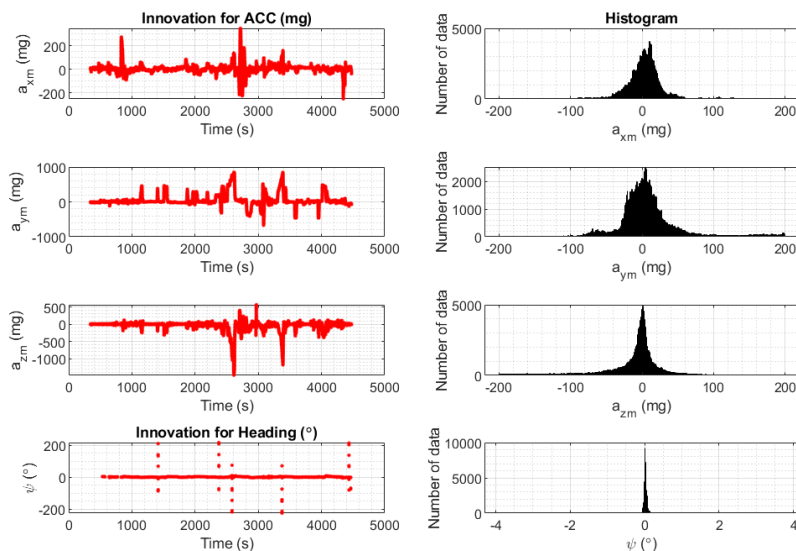 Innovation for ACC (mg)
a_xm (mg)
200
0
-200
0 1000 2000 3000 4000 5000
Time (s)
Histogram
Number of data
5000
0
-200 -100 0 100 200
a_xm (mg)
a_ym (mg)
1000
0
-1000
0 1000 2000 3000 4000 5000
Time (s)
Number of data
2000
0
-200 -100 0 100 200
a_ym (mg)
a_zm (mg)
500
0
-500
-1000
0 1000 2000 3000 4000 5000
Time (s)
Number of data
5000
0
-200 -100 0 100 200
a_zm (mg)
Innovation for Heading (°)
ψ (°)
200
0
-200
0 1000 2000 3000 4000 5000
Time (s)
Number of data
10000
5000
0
-4 -2 0 2 4
ψ (°)